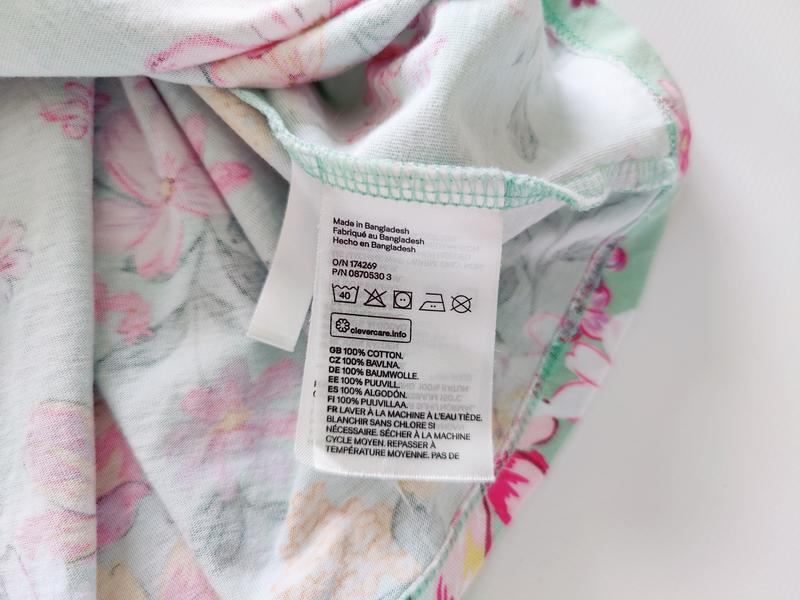 Made in Bangladesh
Fabriqué au Bangladesh
Hecho en Bangladesh
O/N 174269
P/N 0870530 3
40
clevercare.info
GB 100% COTTON.
CZ 100% BAVLNA.
DE 100% BAUMWOLLE.
EE 100% PUUVILL.
ES 100% ALGODÓN.
FI 100% PUUVILLAA.
FR LAVER À LA MACHINE À L'EAU TIÈDE.
BLANCHIR SANS CHLORE SI
NÉCESSAIRE. SÉCHER À LA MACHINE
CYCLE MOYEN. REPASSER À
TEMPÉRATURE MOYENNE. PAS DE